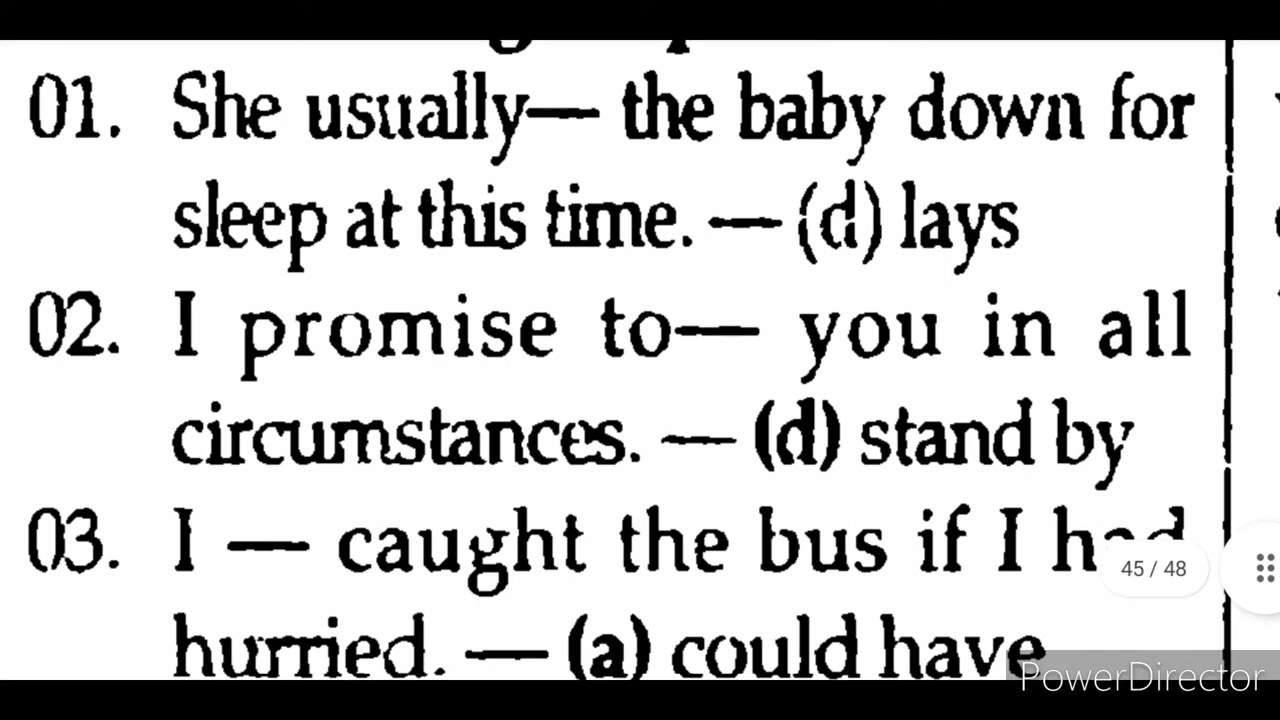 01. She usually— the baby down for
sleep at this time. — (d) lays
02. I promise to— you in all
circumstances. — (d) stand by
03. I — caught the bus if I had
45 / 48
hurried. — (a) could have
PowerDirector